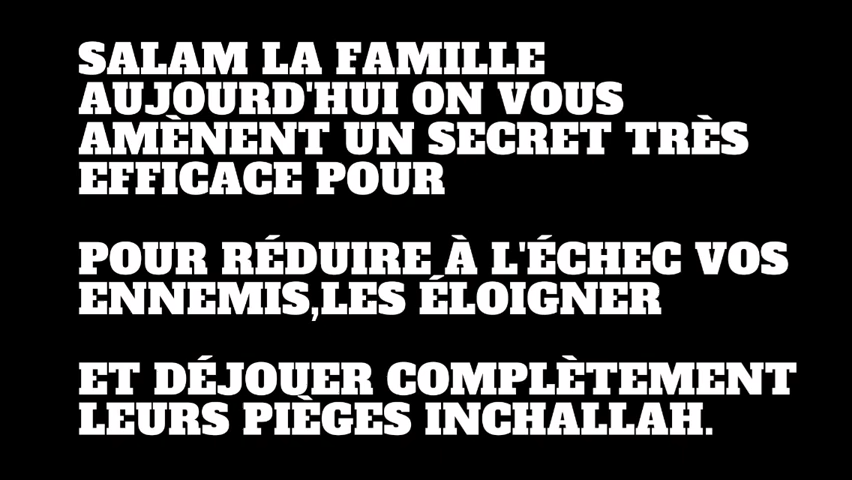 SALAM LA FAMILLE
AUJOURD'HUI ON VOUS
AMÈNENT UN SECRET TRÈS
EFFICACE POUR
POUR RÉDUIRE À L'ÉCHEC VOS
ENNEMIS,LES ÉLOIGNER
ET DÉJOUER COMPLÈTEMENT
LEURS PIÈGES INCHALLAH.